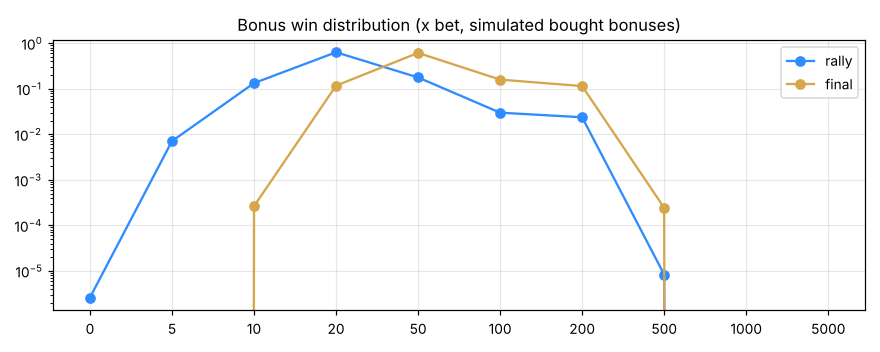 Bonus win distribution (x bet, simulated bought bonuses)
rally
final
10⁰
10⁻¹
10⁻²
10⁻³
10⁻⁴
10⁻⁵
0 5 10 20 50 100 200 500 1000 5000